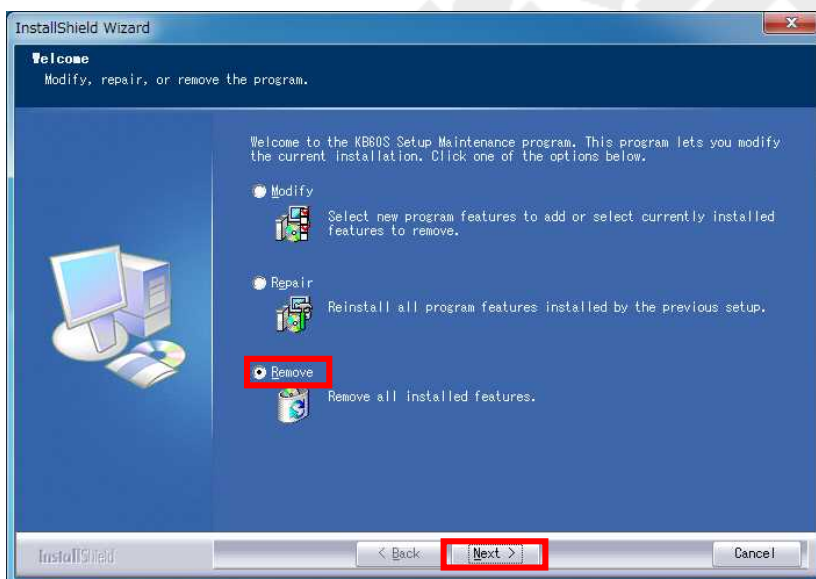 InstallShield Wizard
Welcome
Modify, repair, or remove the program.
Welcome to the KB60S Setup Maintenance program. This program lets you modify
the current installation. Click one of the options below.
Modify
Select new program features to add or select currently installed
features to remove.
Repair
Reinstall all program features installed by the previous setup.
Remove
Remove all installed features.
InstallShield
< Back
Next >
Cancel